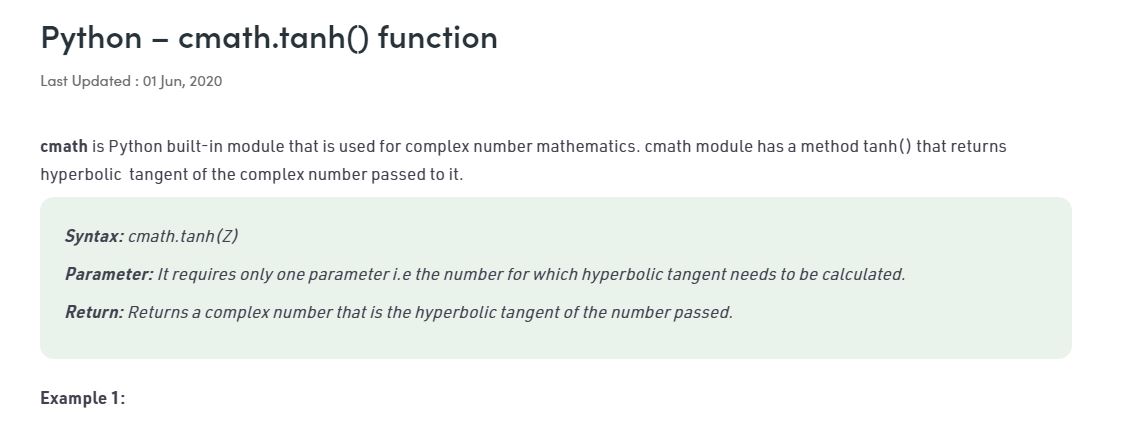 Python – cmath.tanh() function
Last Updated : 01 Jun, 2020
cmath is Python built-in module that is used for complex number mathematics. cmath module has a method tanh() that returns
hyperbolic  tangent of the complex number passed to it.
Syntax: cmath.tanh(Z)
Parameter: It requires only one parameter i.e the number for which hyperbolic tangent needs to be calculated.
Return: Returns a complex number that is the hyperbolic tangent of the number passed.
Example 1: